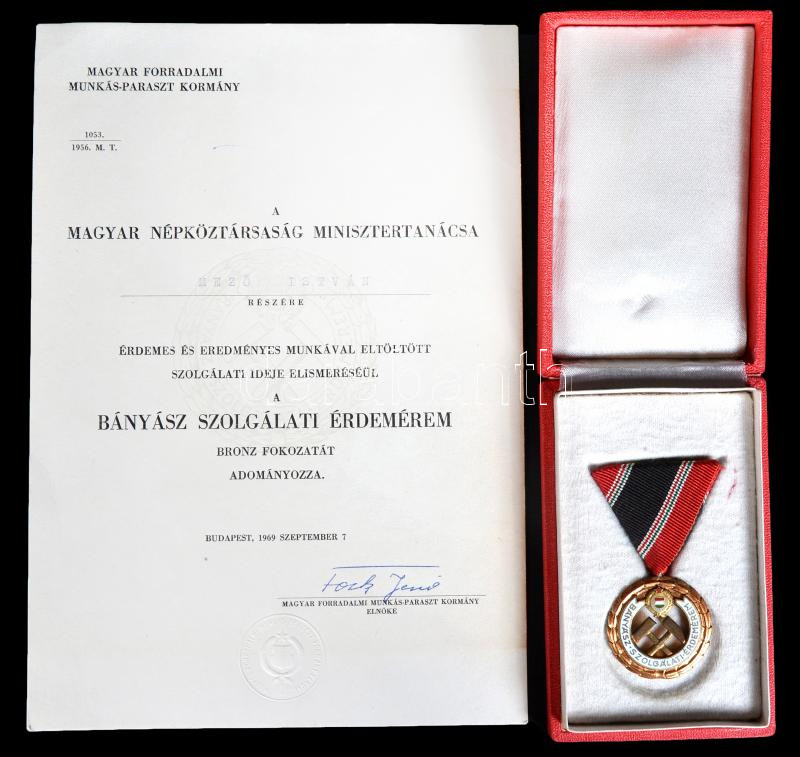 MAGYAR FORRADALMI
MUNKÁS-PARASZT KORMÁNY
1053.
1956. M. T.
A
MAGYAR NÉPKÖZTÁRSASÁG MINISZTERTANÁCSA
MEZŐ ISTVÁN
RÉSZÉRE
ÉRDEMES ÉS EREDMÉNYES MUNKÁVAL ELTÖLTÖTT
SZOLGÁLATI IDEJE ELISMERÉSÉÜL
A
BÁNYÁSZ SZOLGÁLATI ÉRDEMÉREM
BRONZ FOKOZATÁT
ADOMÁNYOZZA.
BUDAPEST, 1969 SZEPTEMBER 7
Fock Jenő
MAGYAR FORRADALMI MUNKÁS-PARASZT KORMÁNY
ELNÖKE
BÁNYÁSZ SZOLGÁLATI ÉRDEMÉREM
darabanth